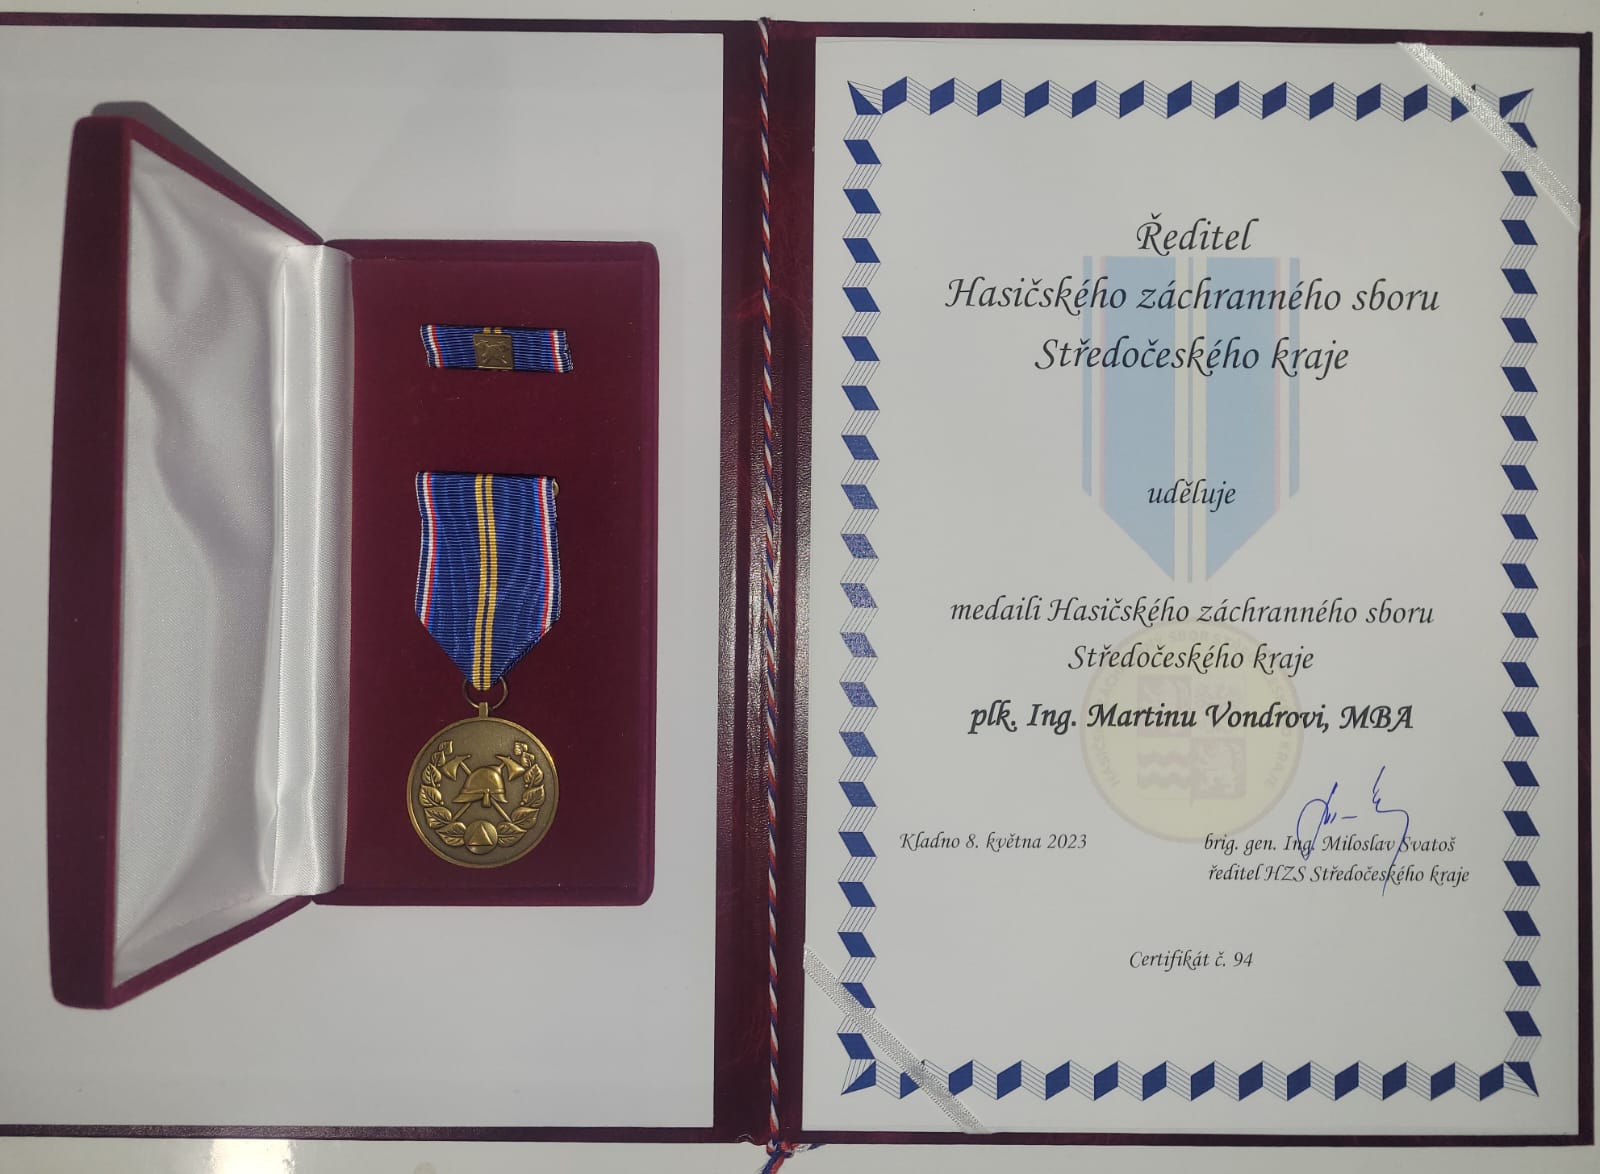 Ředitel
Hasičského záchranného sboru
Středočeského kraje
uděluje
medaili Hasičského záchranného sboru
Středočeského kraje
plk. Ing. Martinu Vondrovi, MBA
Kladno 8. května 2023
brig. gen. Ing. Miloslav Svatoš
ředitel HZS Středočeského kraje
Certifikát č. 94